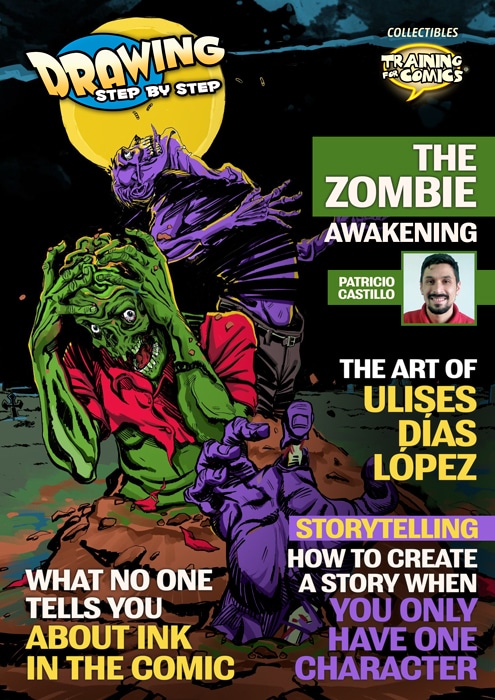 DRAWING
STEP BY STEP
COLLECTIBLES
TRAINING
FOR COMICS
THE
ZOMBIE
AWAKENING
PATRICIO
CASTILLO
THE ART OF
ULISES
DÍAS
LÓPEZ
STORYTELLING
HOW TO CREATE
A STORY WHEN
YOU ONLY
HAVE ONE
CHARACTER
WHAT NO ONE
TELLS YOU
ABOUT INK
IN THE COMIC